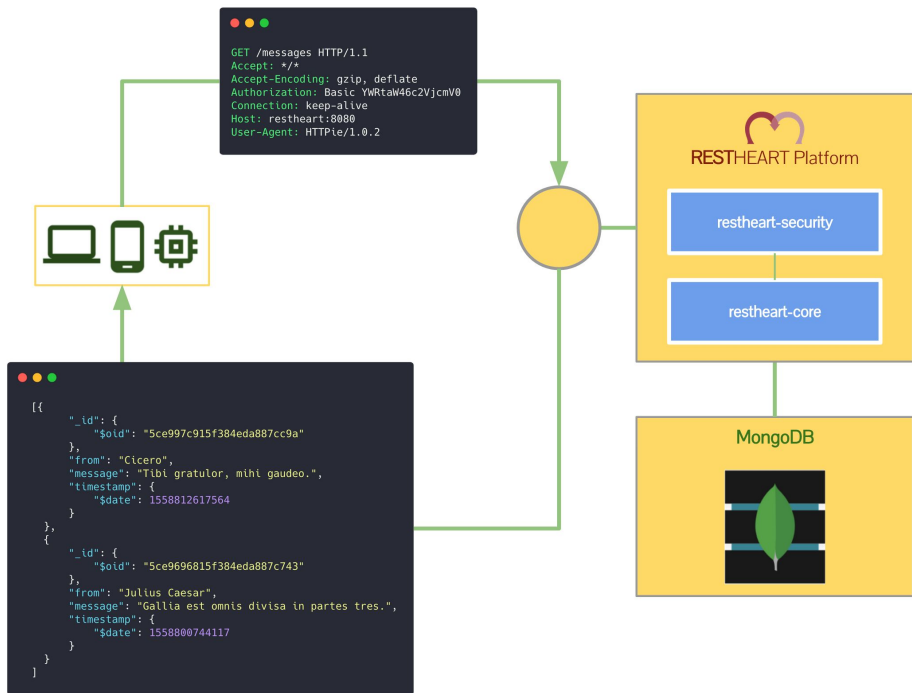 GET /messages HTTP/1.1
Accept: */*
Accept-Encoding: gzip, deflate
Authorization: Basic YWRtaW46c2VjcmV0
Connection: keep-alive
Host: restheart:8080
User-Agent: HTTPie/1.0.2
RESTHEART Platform
restheart-security
restheart-core
MongoDB
[{
"_id": {
"$oid": "5ce997c915f384eda887cc9a"
},
"from": "Cicero",
"message": "Tibi gratulor, mihi gaudeo.",
"timestamp": {
"$date": 1558812617564
}
},
{
"_id": {
"$oid": "5ce9696815f384eda887c743"
},
"from": "Julius Caesar",
"message": "Gallia est omnis divisa in partes tres.",
"timestamp": {
"$date": 1558800744117
}
}
]